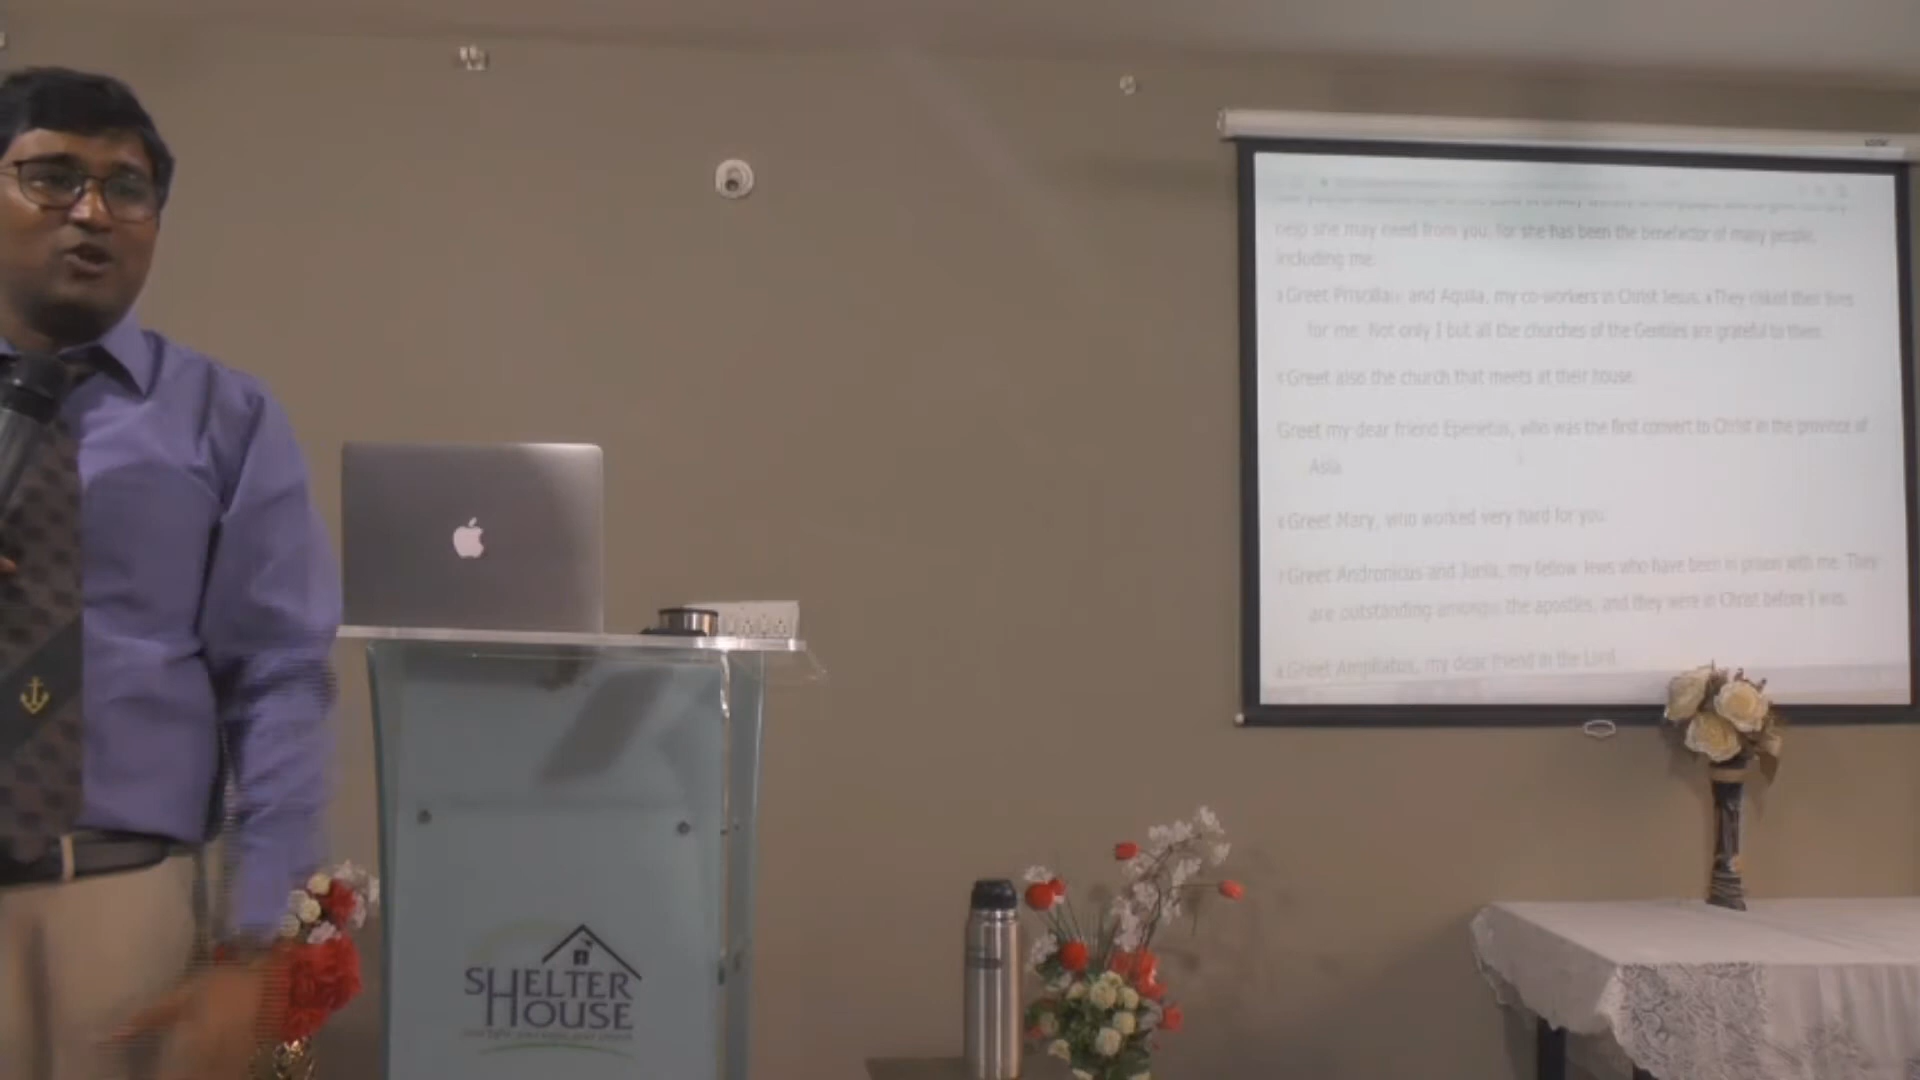 help she may need from you, for she has been the benefactor of many people,
including me.
3 Greet Priscilla and Aquila, my co-workers in Christ Jesus. 4 They risked their lives
for me. Not only I but all the churches of the Gentiles are grateful to them.
5 Greet also the church that meets at their house.
Greet my dear friend Epenetus, who was the first convert to Christ in the province of
Asia
6 Greet Mary, who worked very hard for you.
7 Greet Andronicus and Junia, my fellow Jews who have been in prison with me. They
are outstanding among the apostles, and they were in Christ before I was.
8 Greet Ampliatus, my dear friend in the Lord.
SHELTER
HOUSE